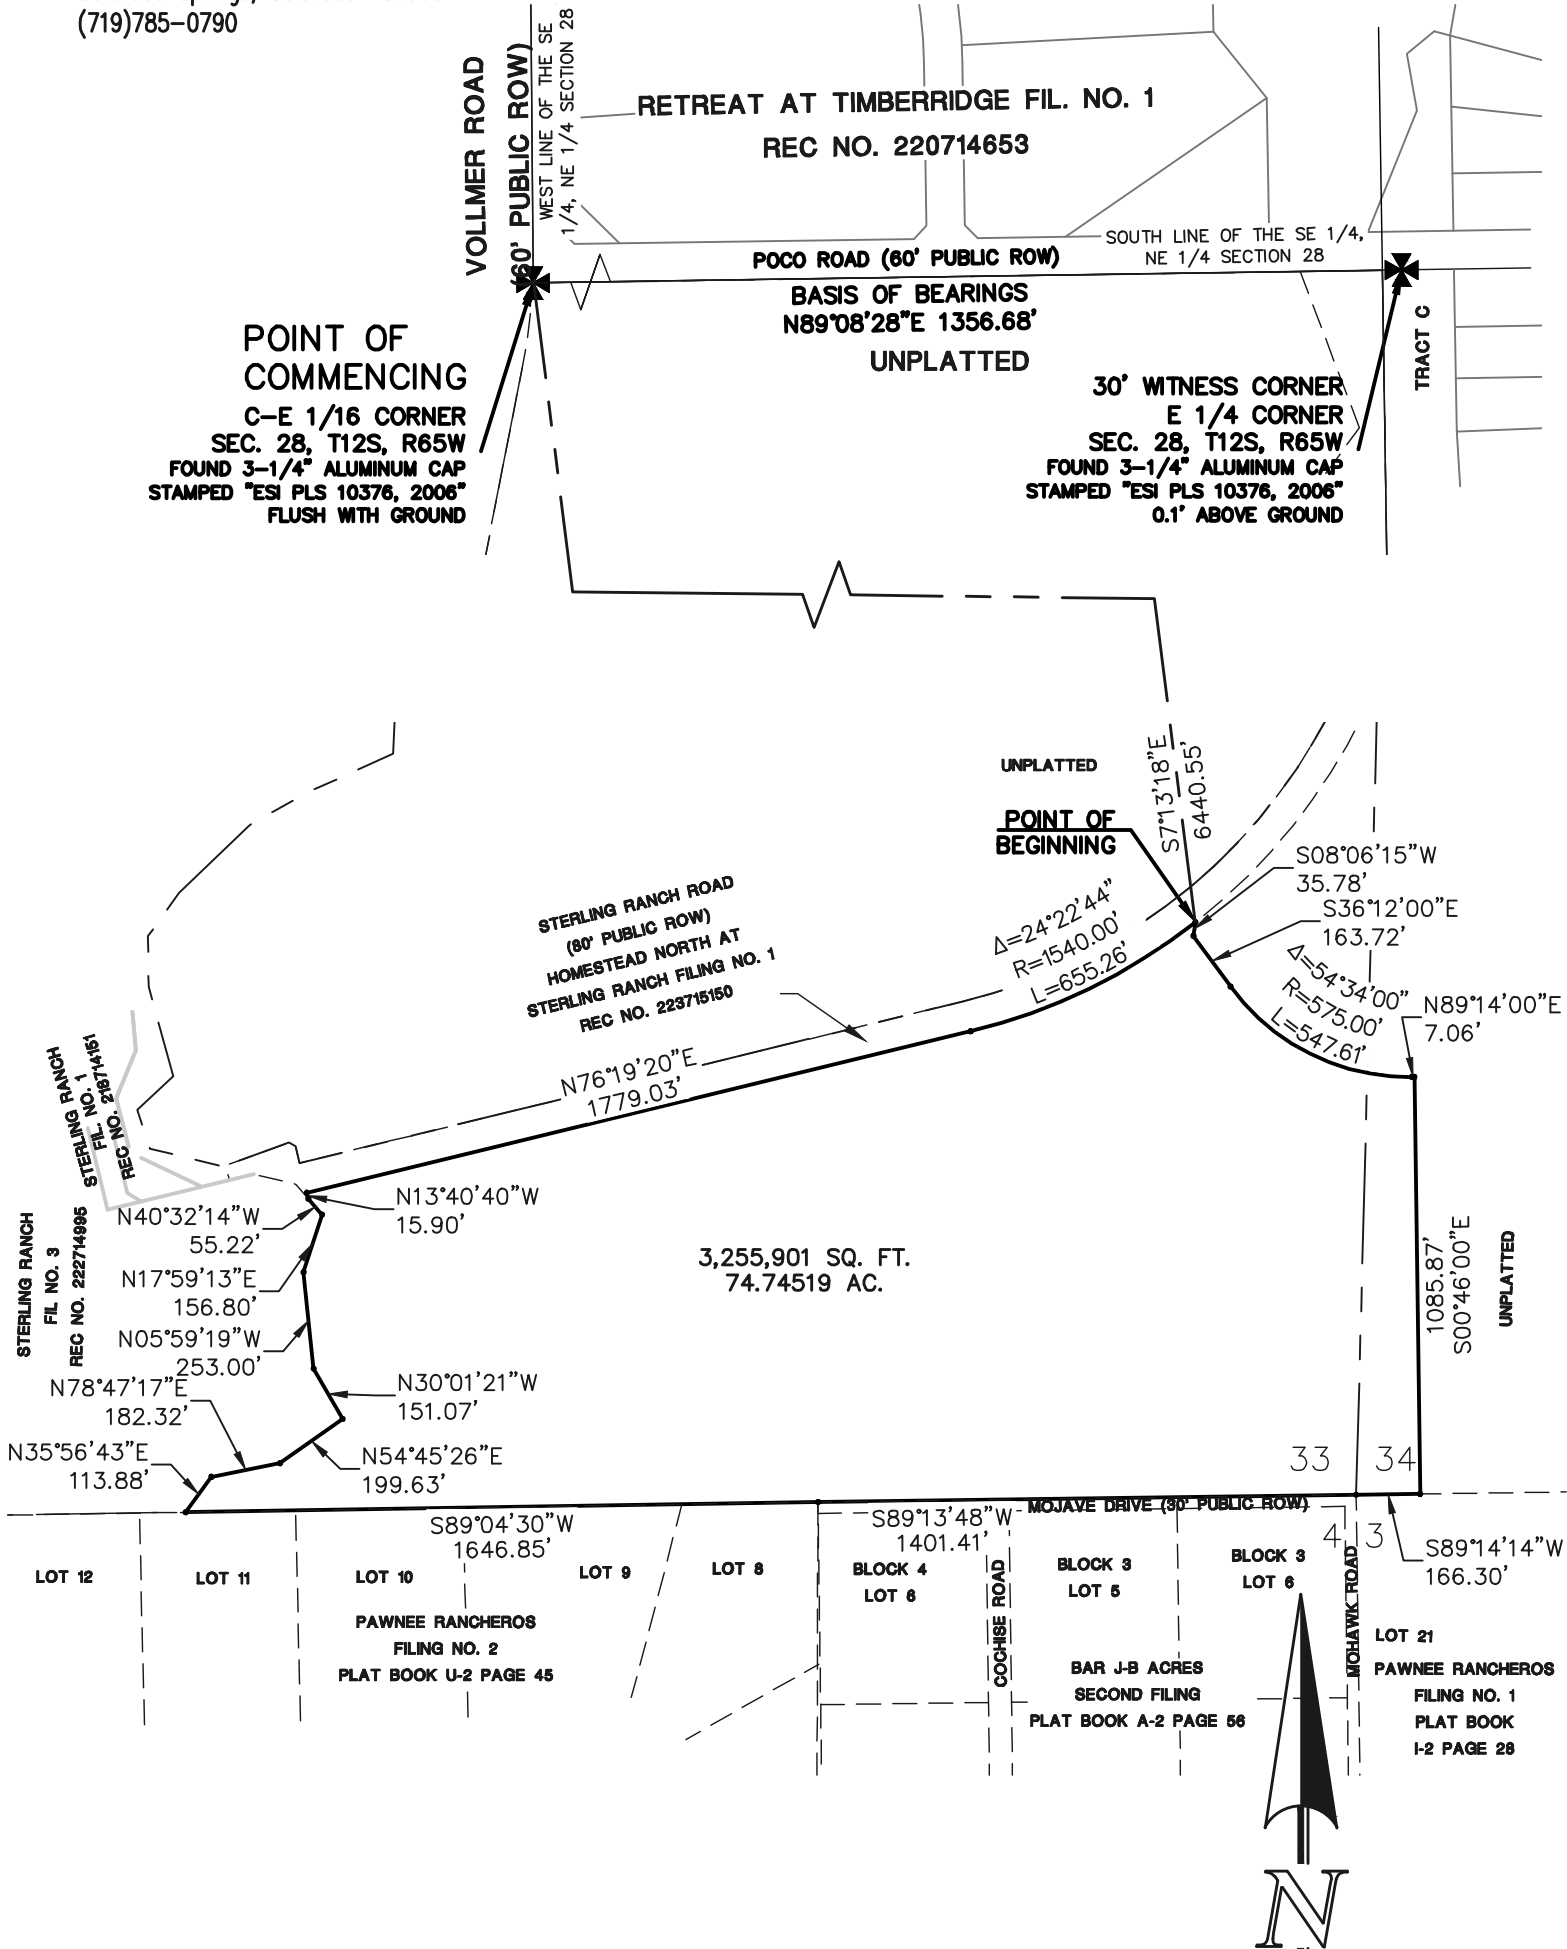 (719)785-0790
VOLLMER ROAD
(60' PUBLIC ROW)
WEST LINE OF THE SE
1/4, NE 1/4 SECTION 28
RETREAT AT TIMBERRIDGE FIL. NO. 1
REC NO. 220714653
SOUTH LINE OF THE SE 1/4,
NE 1/4 SECTION 28
POCO ROAD (60' PUBLIC ROW)
BASIS OF BEARINGS
N89°08'28"E 1356.68'
UNPLATTED
TRACT C
POINT OF
COMMENCING
C-E 1/16 CORNER
SEC. 28, T12S, R65W
FOUND 3-1/4" ALUMINUM CAP
STAMPED "ESI PLS 10376, 2006"
FLUSH WITH GROUND
30' WITNESS CORNER
E 1/4 CORNER
SEC. 28, T12S, R65W
FOUND 3-1/4" ALUMINUM CAP
STAMPED "ESI PLS 10376, 2006"
0.1' ABOVE GROUND
UNPLATTED
S7°13'18"E
6440.55'
POINT OF
BEGINNING
S08°06'15"W
35.78'
S36°12'00"E
163.72'
Δ=54°34'00"
R=575.00'
L=547.61'
N89°14'00"E
7.06'
STERLING RANCH ROAD
(80' PUBLIC ROW)
HOMESTEAD NORTH AT
STERLING RANCH FILING NO. 1
REC NO. 223715150
Δ=24°22'44"
R=1540.00'
L=655.26'
N76°19'20"E
1779.03'
STERLING RANCH
FIL. NO. 1
REC NO. 218714151
STERLING RANCH
FIL NO. 3
REC NO. 222714995
N13°40'40"W
15.90'
N40°32'14"W
55.22'
N17°59'13"E
156.80'
N05°59'19"W
253.00'
N30°01'21"W
151.07'
N78°47'17"E
182.32'
N54°45'26"E
199.63'
N35°56'43"E
113.88'
3,255,901 SQ. FT.
74.74519 AC.
1085.87'
S00°46'00"E
UNPLATTED
33
34
4
3
S89°04'30"W
1646.85'
S89°13'48"W
1401.41'
MOJAVE DRIVE (30' PUBLIC ROW)
S89°14'14"W
166.30'
LOT 12
LOT 11
LOT 10
LOT 9
LOT 8
BLOCK 4
LOT 6
COCHISE ROAD
BLOCK 3
LOT 5
BLOCK 3
LOT 6
MOHAWK ROAD
LOT 21
PAWNEE RANCHEROS
FILING NO. 2
PLAT BOOK U-2 PAGE 45
BAR J-B ACRES
SECOND FILING
PLAT BOOK A-2 PAGE 56
PAWNEE RANCHEROS
FILING NO. 1
PLAT BOOK
I-2 PAGE 28
N